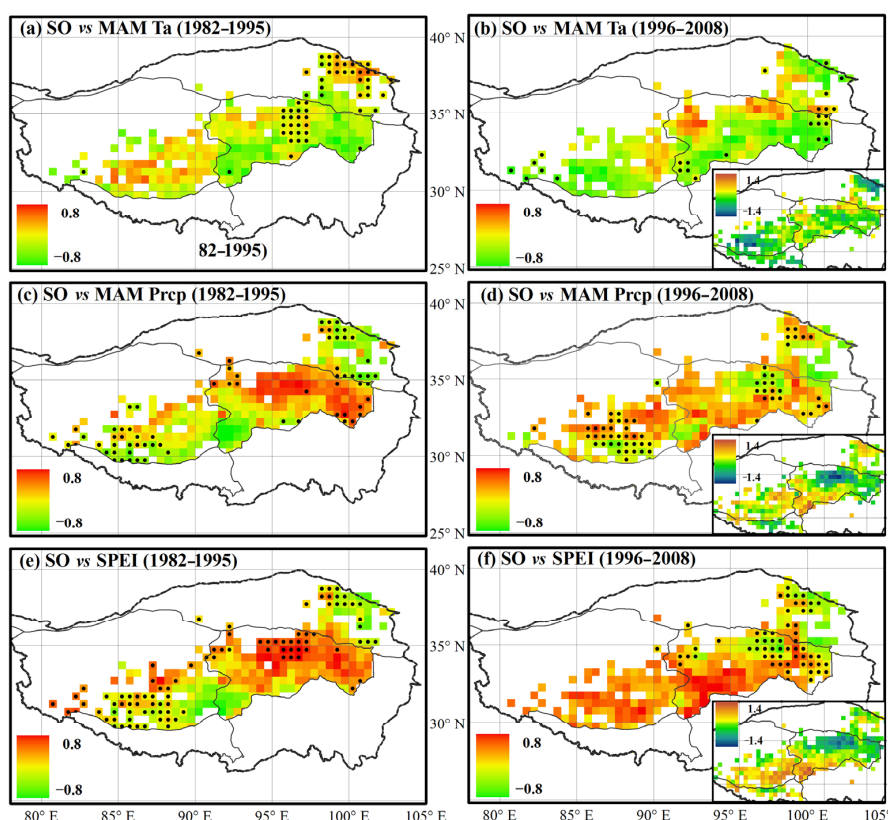 (a) SO vs MAM Ta (1982–1995)
(b) SO vs MAM Ta (1996–2008)
40° N
35° N
30° N
25° N
0.8
−0.8
82–1995)
0.8
−0.8
1.4
−1.4
(c) SO vs MAM Prcp (1982–1995)
(d) SO vs MAM Prcp (1996–2008)
40° N
35° N
30° N
25° N
0.8
−0.8
0.8
−0.8
1.4
−1.4
(e) SO vs SPEI (1982–1995)
(f) SO vs SPEI (1996–2008)
40° N
35° N
30° N
0.8
−0.8
0.8
−0.8
1.4
−1.4
80° E 85° E 90° E 95° E 100° E
80° E 85° E 90° E 95° E 100° E 105° E